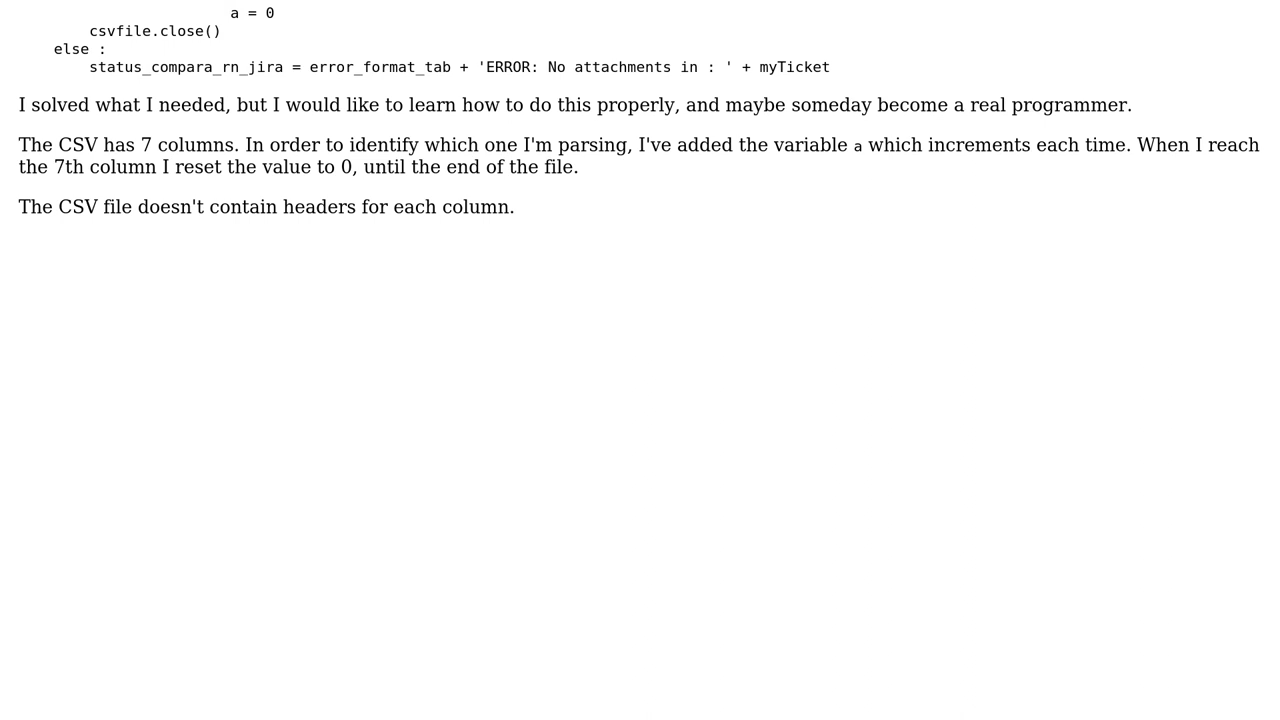 a = 0
csvfile.close()
else :
status_compara_rn_jira = error_format_tab + 'ERROR: No attachments in : ' + myTicket
I solved what I needed, but I would like to learn how to do this properly, and maybe someday become a real programmer.
The CSV has 7 columns. In order to identify which one I'm parsing, I've added the variable a which increments each time. When I reach
the 7th column I reset the value to 0, until the end of the file.
The CSV file doesn't contain headers for each column.